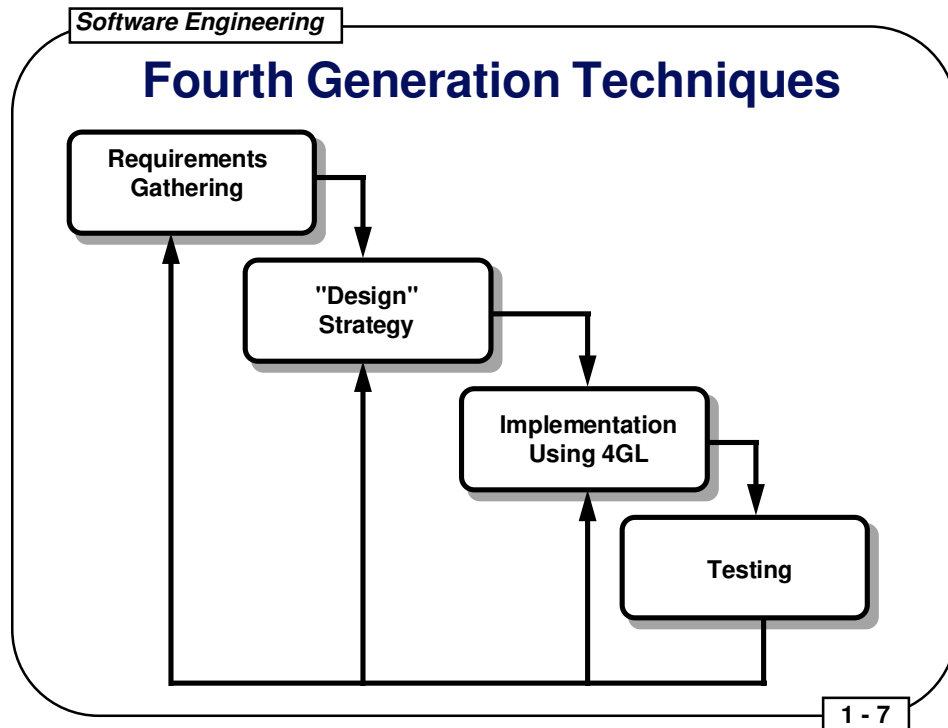 Software Engineering
Fourth Generation Techniques
Requirements
Gathering
"Design"
Strategy
Implementation
Using 4GL
Testing
1 - 7